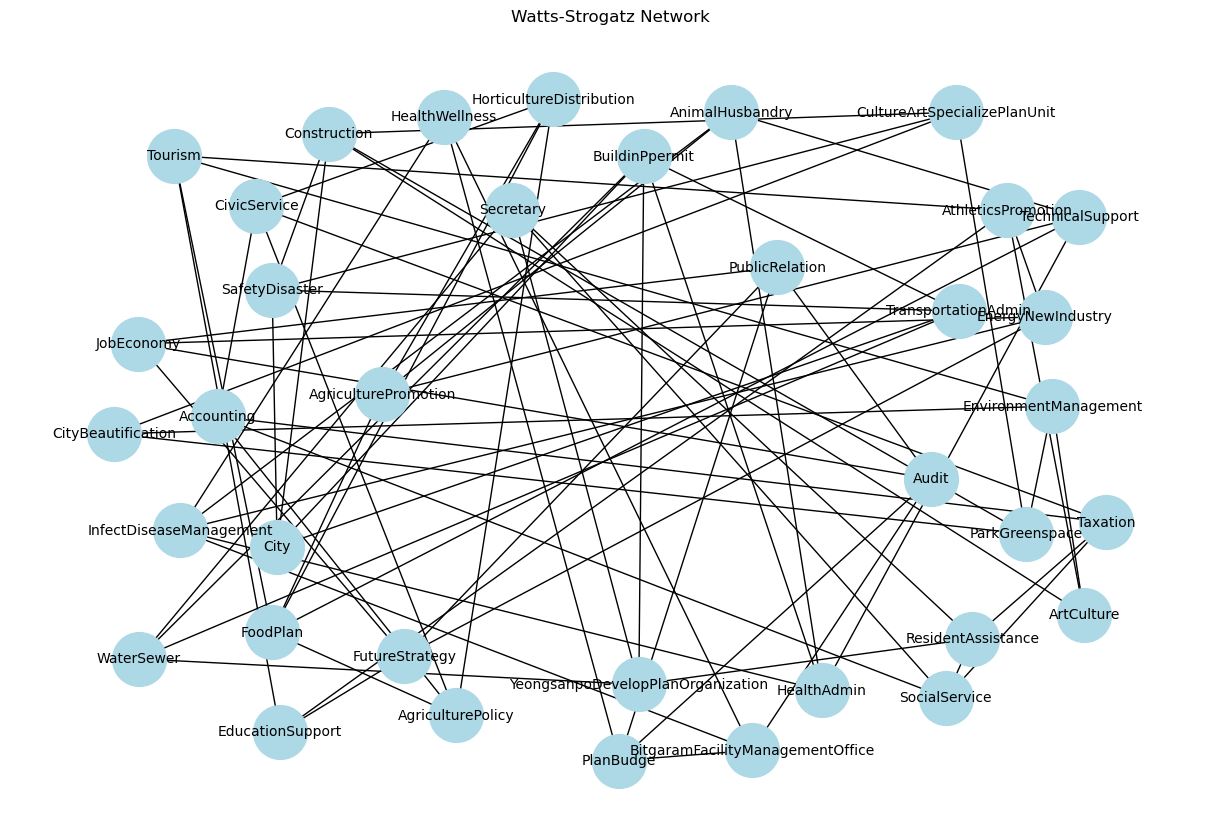 Watts-Strogatz Network
HorticultureDistribution
HealthWellness
AnimalHusbandry
CultureArtSpecializePlanUnit
Construction
Tourism
BuildinPpermit
CivicService
Secretary
AthleticsPromotion
TechnicalSupport
PublicRelation
SafetyDisaster
TransportationAdmin
EnergyNewIndustry
JobEconomy
AgriculturePromotion
EnvironmentManagement
Accounting
CityBeautification
Audit
Taxation
InfectDiseaseManagement
ParkGreenspace
City
ArtCulture
FoodPlan
ResidentAssistance
WaterSewer
FutureStrategy
YeongsanpoDevelopPlanOrganization
HealthAdmin
SocialService
AgriculturePolicy
EducationSupport
BitgaramFacilityManagementOffice
PlanBudge